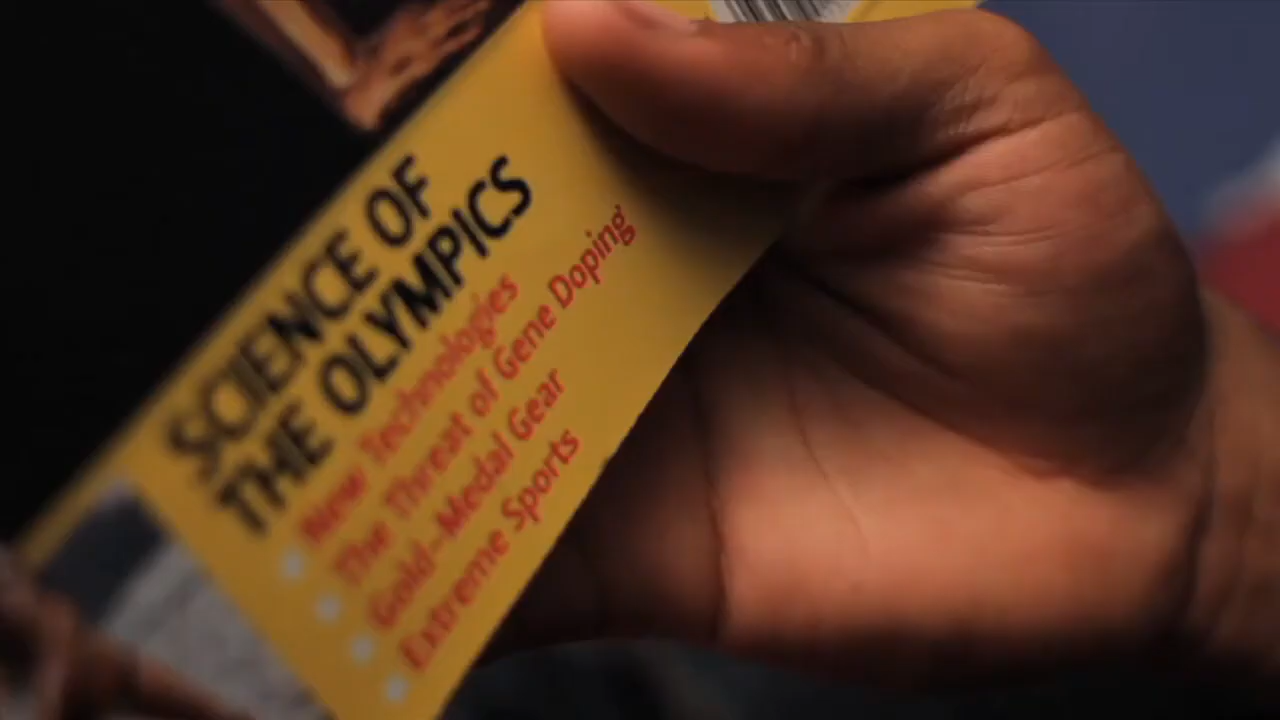 SCIENCE OF
THE OLYMPICS
New Technologies
The Threat of Gene Doping
Gold-Medal Gear
Extreme Sports